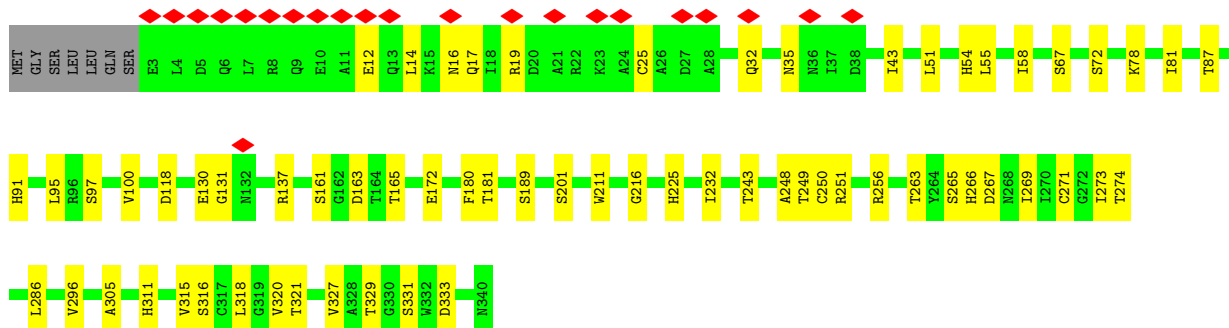 MET GLY SER LEU LEU GLN SER E3 L4 D5 Q6 L7 R8 Q9 E10 A11 E12 Q13 L14 K15 N16 Q17 I18 R19 D20 A21 R22 K23 A24 C25 A26 D27 A28 Q32 N35 N36 I37 D38 I43 L51 H54 L55 I58 S67 S72 K78 I81 T87
H91 L95 R96 S97 V100 D118 E130 G131 N132 R137 S161 G162 D163 T164 T165 E172 F180 T181 S189 S201 W211 G216 H225 I232 T243 A248 T249 C250 R251 R256 T263 Y264 S265 H266 D267 N268 I269 I270 C271 G272 I273 T274
L286 V296 A305 H311 V315 S316 C317 L318 G319 V320 T321 V327 A328 T329 G330 S331 W332 D333 N340